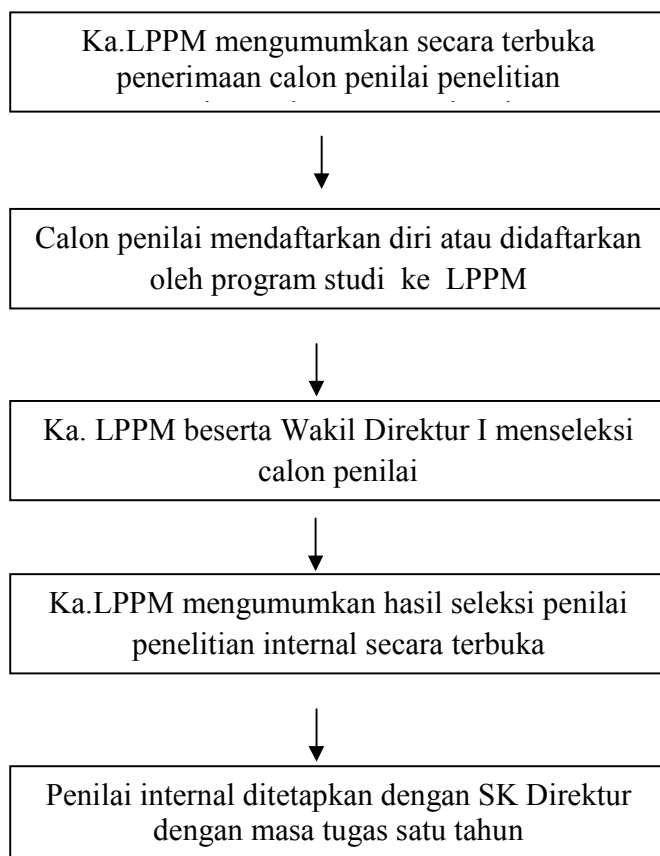 Ka.LPPM mengumumkan secara terbuka
penerimaan calon penilai penelitian
Calon penilai mendaftarkan diri atau didaftarkan
oleh program studi ke LPPM
Ka. LPPM beserta Wakil Direktur I menseleksi
calon penilai
Ka.LPPM mengumumkan hasil seleksi penilai
penelitian internal secara terbuka
Penilai internal ditetapkan dengan SK Direktur
dengan masa tugas satu tahun